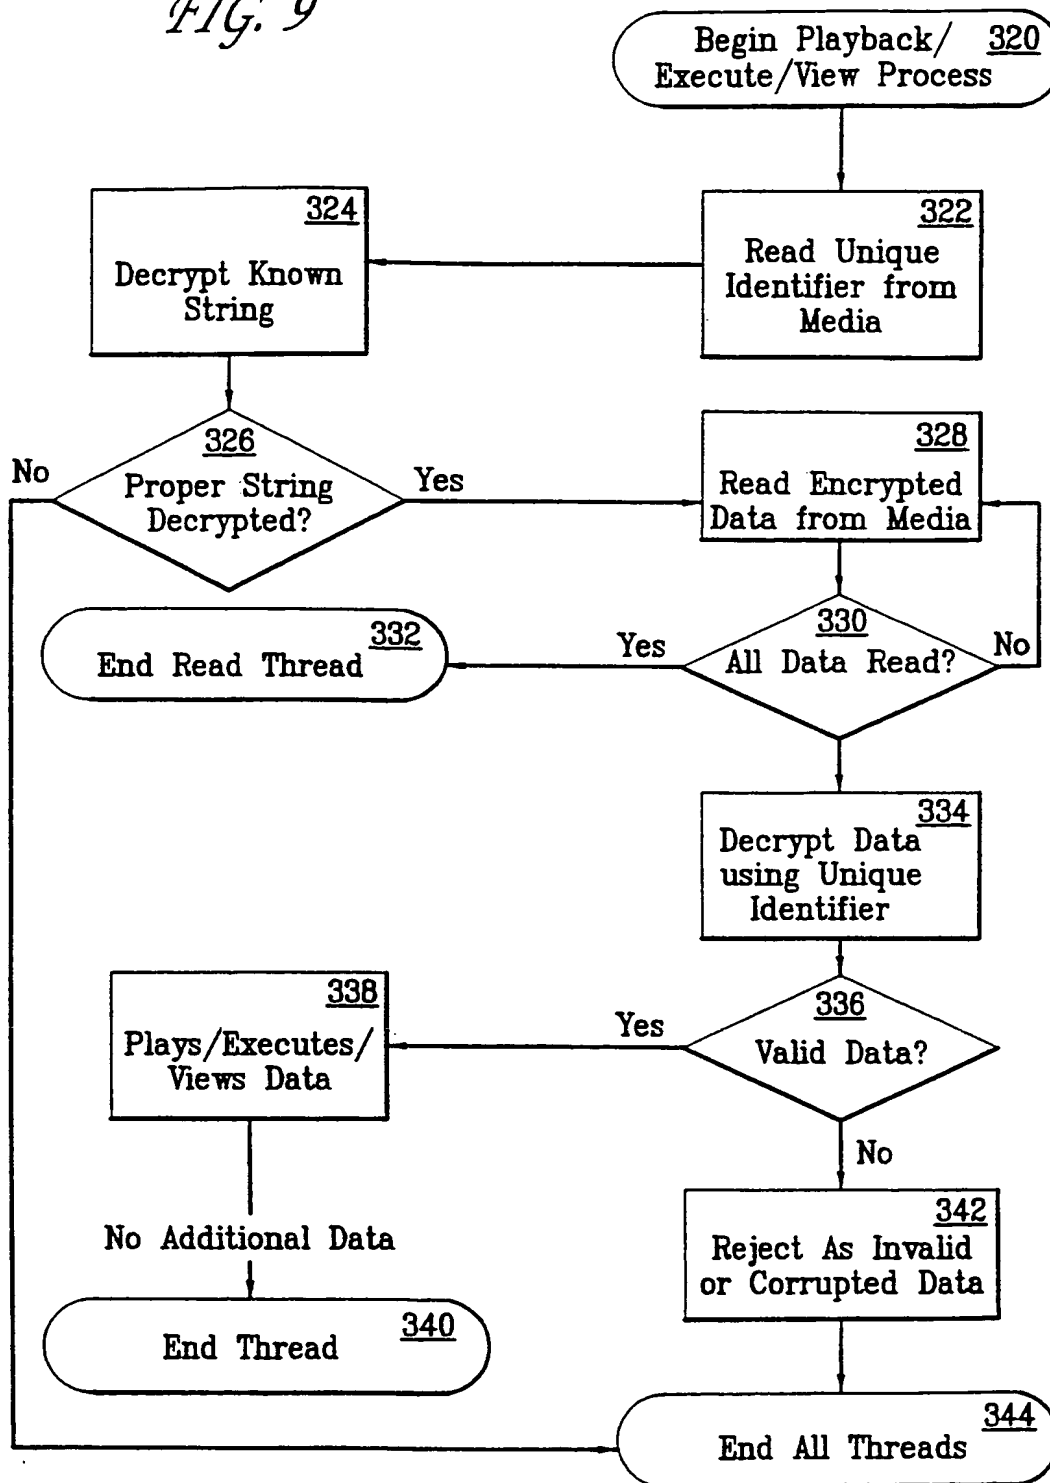 FIG. 9
Begin Playback/ 320
Execute/View Process
324
Decrypt Known
String
322
Read Unique
Identifier from
Media
326
Proper String
Decrypted?
No
Yes
328
Read Encrypted
Data from Media
330
All Data Read?
Yes
No
332
End Read Thread
334
Decrypt Data
using Unique
Identifier
336
Valid Data?
Yes
No
338
Plays/Executes/
Views Data
No Additional Data
340
End Thread
342
Reject As Invalid
or Corrupted Data
344
End All Threads